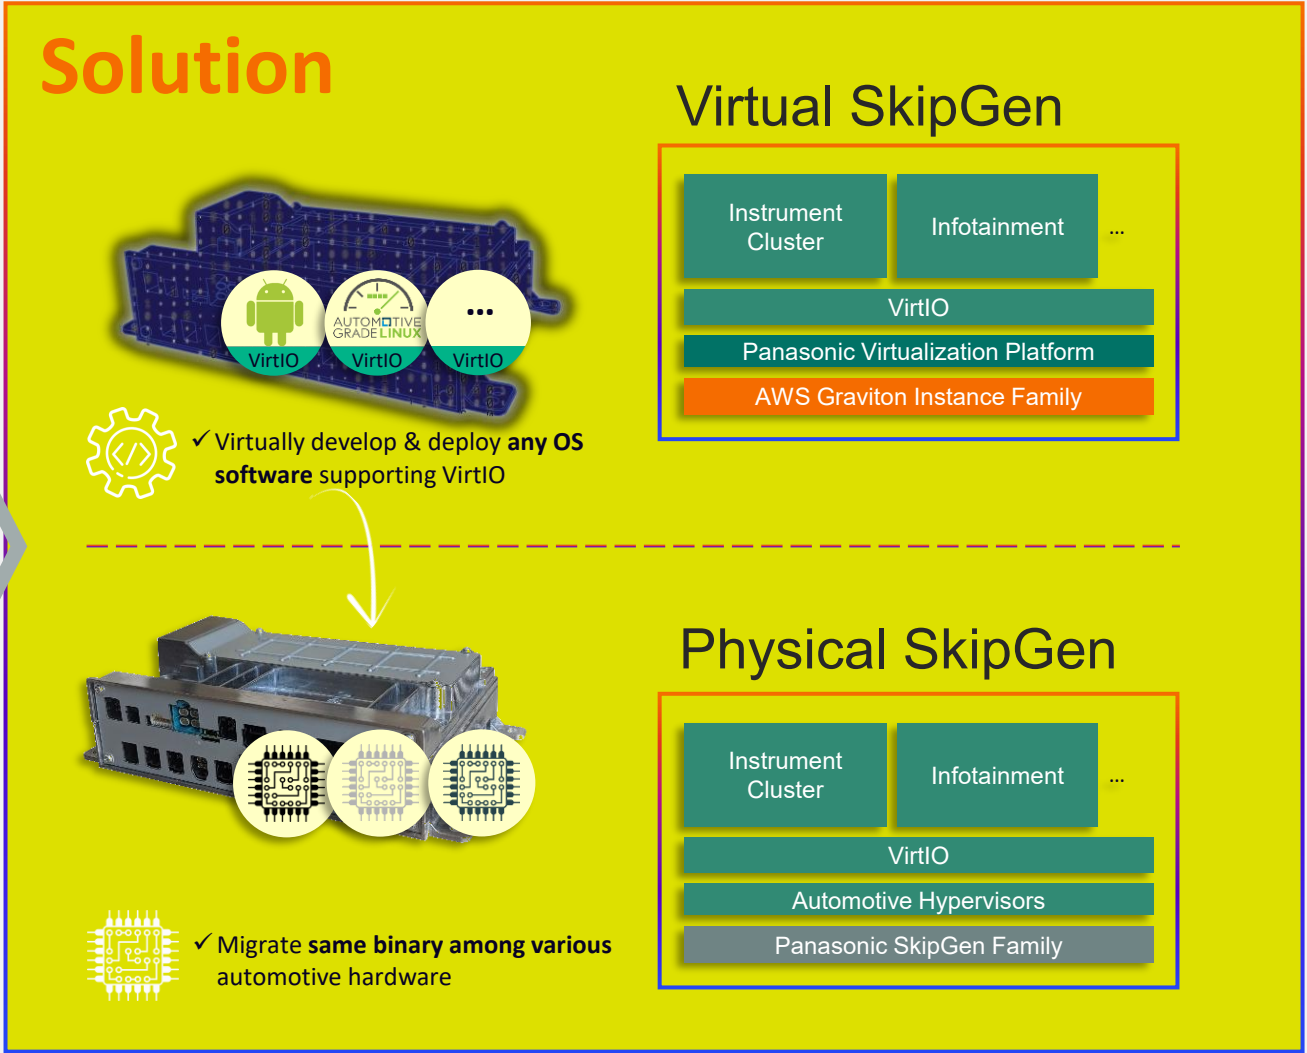 Solution
Virtual SkipGen
Instrument
Cluster
Infotainment
...
VirtIO
Panasonic Virtualization Platform
AWS Graviton Instance Family
AUTOMOTIVE
GRADE LINUX
...
VirtIO
VirtIO
VirtIO
✓ Virtually develop & deploy any OS
software supporting VirtIO
Physical SkipGen
Instrument
Cluster
Infotainment
...
VirtIO
Automotive Hypervisors
Panasonic SkipGen Family
✓ Migrate same binary among various
automotive hardware